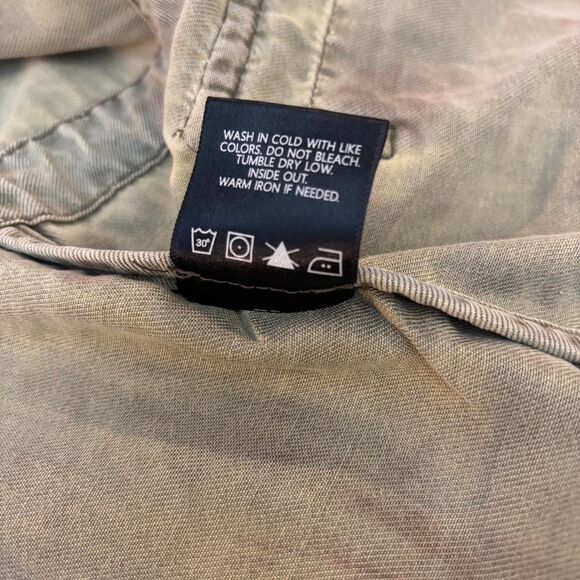 WASH IN COLD WITH LIKE
COLORS. DO NOT BLEACH.
TUMBLE DRY LOW.
INSIDE OUT.
WARM IRON IF NEEDED.
30°